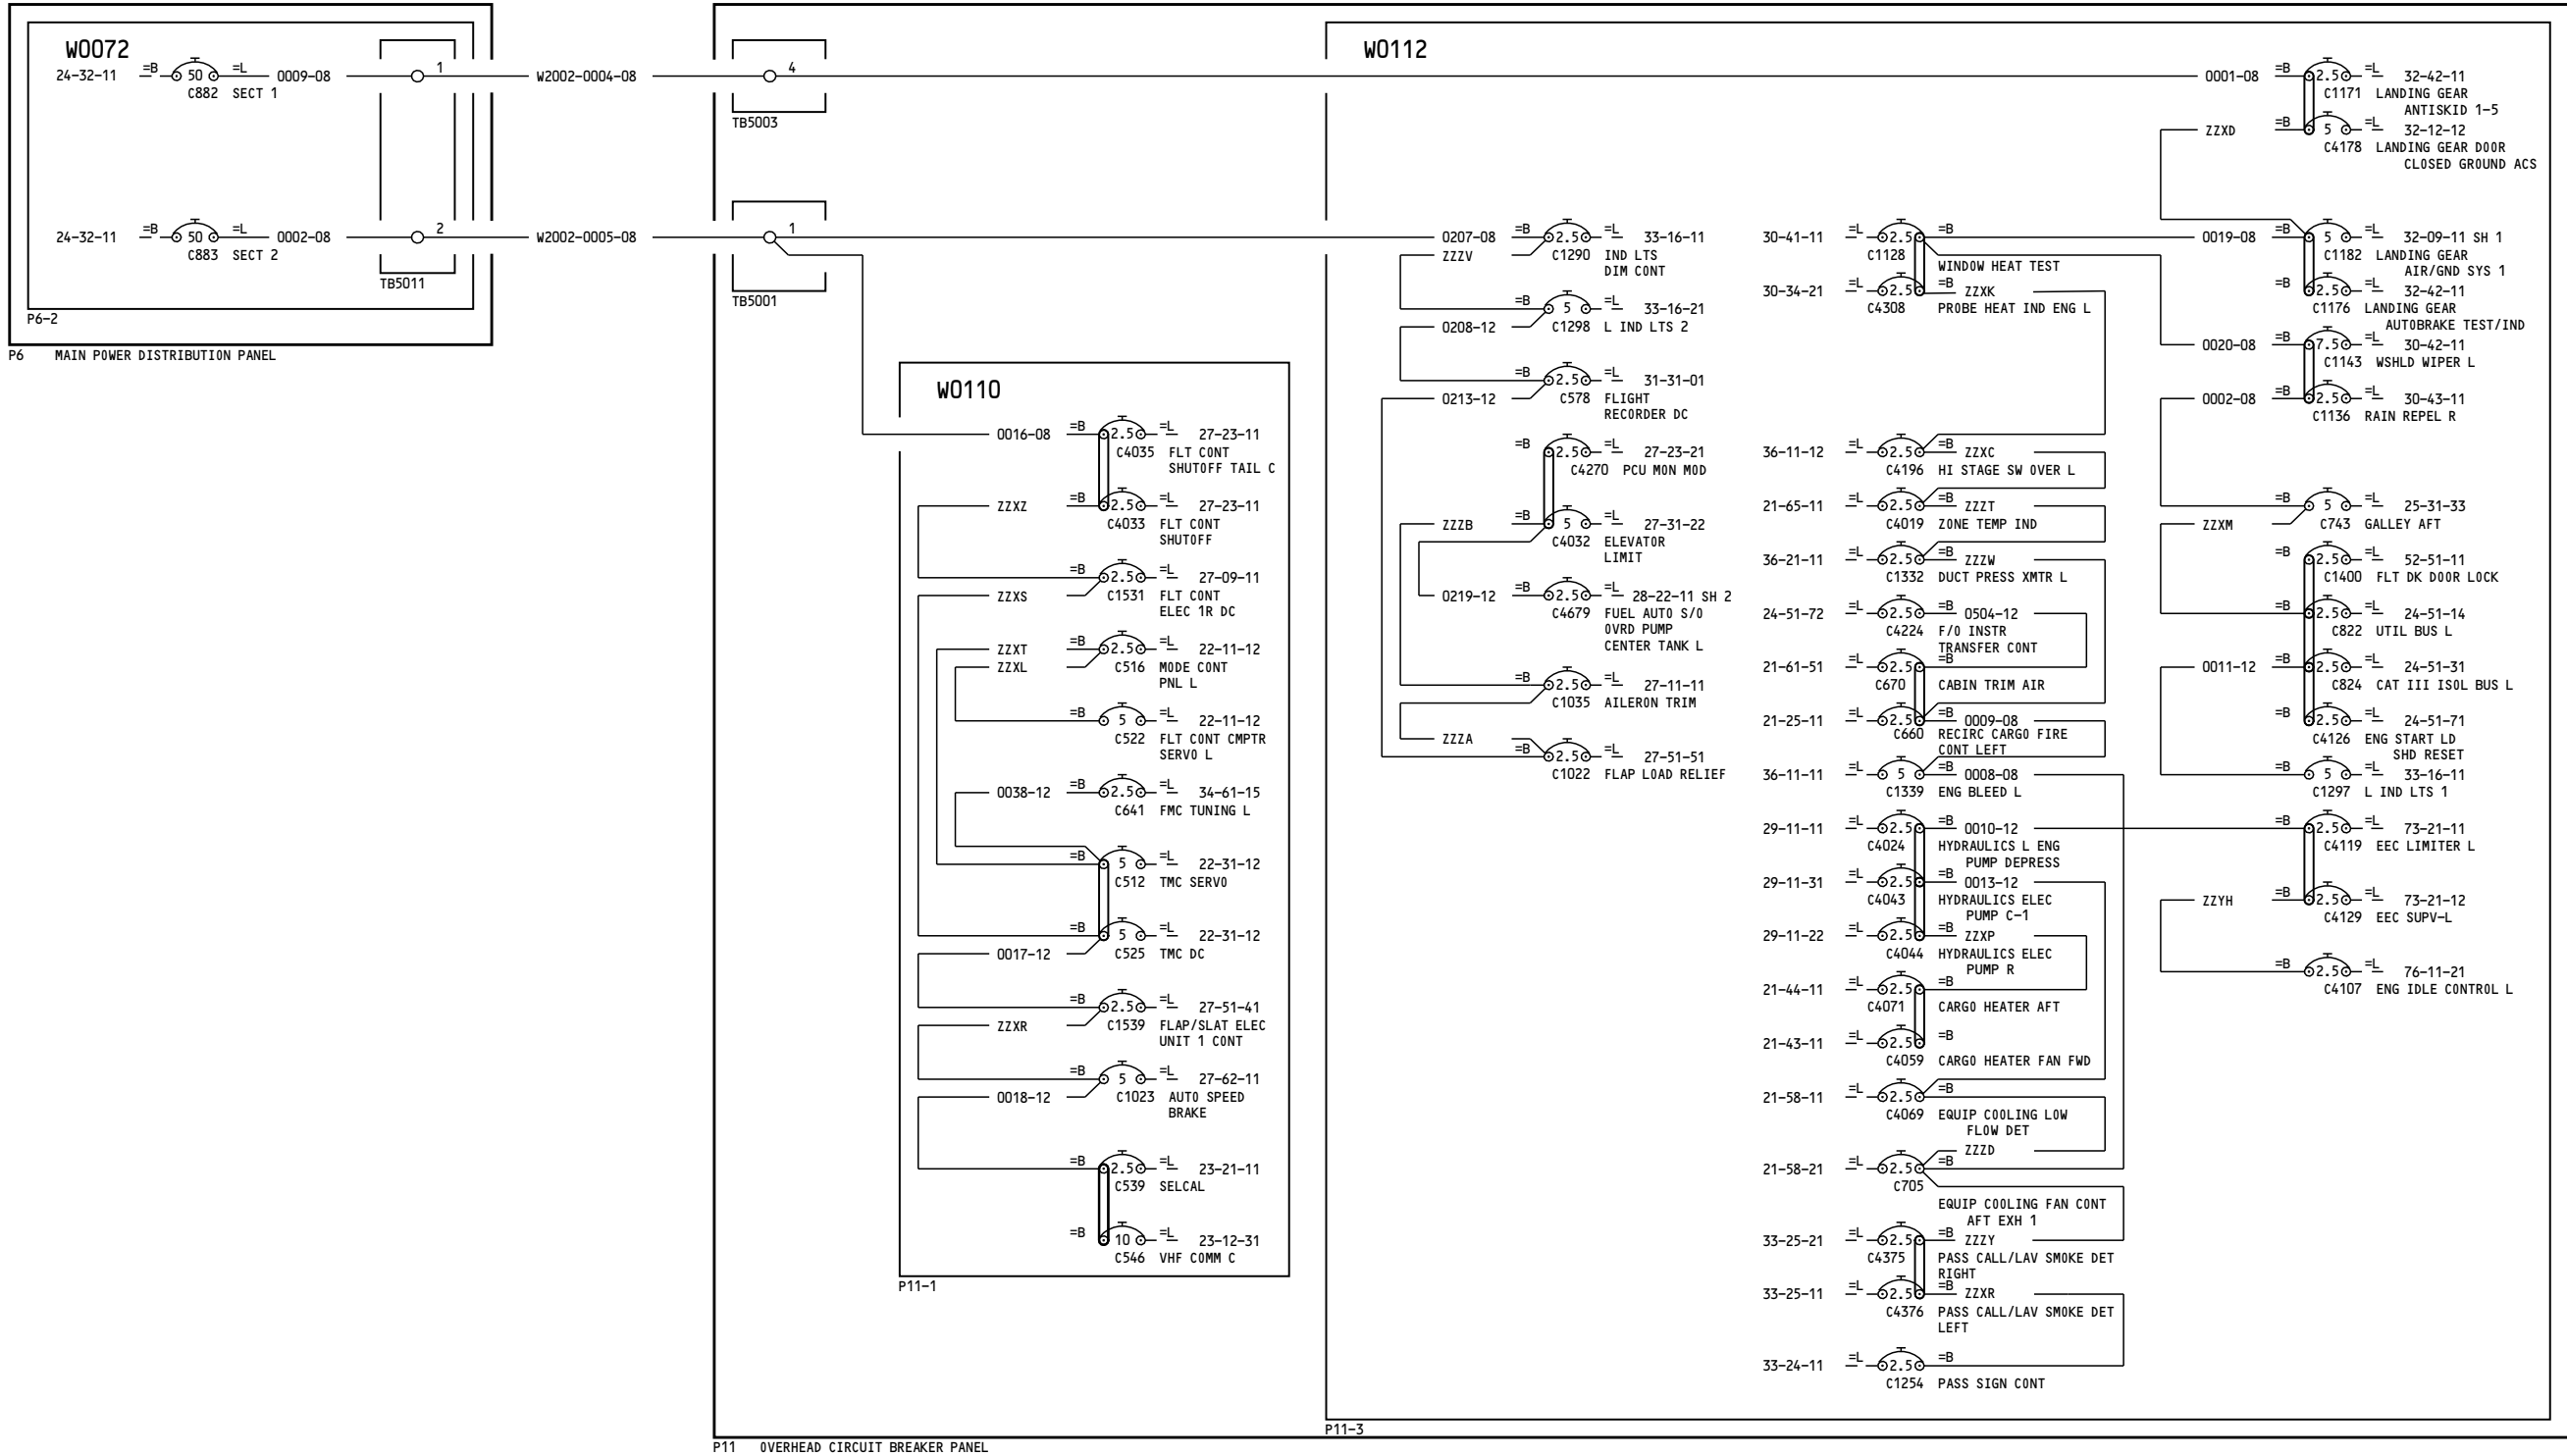 W0072
24-32-11 =B 50 =L 0009-08 1 W2002-0004-08 4
C882 SECT 1
TB5003
24-32-11 =B 50 =L 0002-08 2 W2002-0005-08 1
C883 SECT 2
TB5011
TB5001
P6-2
P6 MAIN POWER DISTRIBUTION PANEL
W0110
0016-08 =B 2.5 =L 27-23-11
C4035 FLT CONT
SHUTOFF TAIL C
ZZXZ =B 2.5 =L 27-23-11
C4033 FLT CONT
SHUTOFF
=B 2.5 =L 27-09-11
ZZXS C1531 FLT CONT
ELEC 1R DC
ZZXT =B 2.5 =L 22-11-12
ZZXL C516 MODE CONT
PNL L
=B 5 =L 22-11-12
C522 FLT CONT CMPTR
SERVO L
0038-12 =B 2.5 =L 34-61-15
C641 FMC TUNING L
=B 5 =L 22-31-12
C512 TMC SERVO
=B 5 =L 22-31-12
0017-12 C525 TMC DC
=B 2.5 =L 27-51-41
ZZXR C1539 FLAP/SLAT ELEC
UNIT 1 CONT
=B 5 =L 27-62-11
0018-12 C1023 AUTO SPEED
BRAKE
=B 2.5 =L 23-21-11
C539 SELCAL
=B 10 =L 23-12-31
C546 VHF COMM C
P11-1
W0112
0207-08 =B 2.5 =L 33-16-11
ZZZV C1290 IND LTS
DIM CONT
=B 5 =L 33-16-21
0208-12 C1298 L IND LTS 2
=B 2.5 =L 31-31-01
0213-12 C578 FLIGHT
RECORDER DC
=B 2.5 =L 27-23-21
C4270 PCU MON MOD
ZZZB =B 5 =L 27-31-22
C4032 ELEVATOR
LIMIT
0219-12 =B 2.5 =L 28-22-11 SH 2
C4679 FUEL AUTO S/O
OVRD PUMP
CENTER TANK L
=B 2.5 =L 27-11-11
C1035 AILERON TRIM
ZZZA =B 2.5 =L 27-51-51
C1022 FLAP LOAD RELIEF
30-41-11 =L 2.5 =B
C1128 WINDOW HEAT TEST
30-34-21 =L 2.5 =B ZZXK
C4308 PROBE HEAT IND ENG L
36-11-12 =L 2.5 =B ZZXC
C4196 HI STAGE SW OVER L
21-65-11 =L 2.5 =B ZZZT
C4019 ZONE TEMP IND
36-21-11 =L 2.5 =B ZZZW
C1332 DUCT PRESS XMTR L
24-51-72 =L 2.5 =B 0504-12
C4224 F/O INSTR
TRANSFER CONT
21-61-51 =L 2.5 =B
C670 CABIN TRIM AIR
21-25-11 =L 2.5 =B 0009-08
C660 RECIRC CARGO FIRE
CONT LEFT
36-11-11 =L 5 =B 0008-08
C1339 ENG BLEED L
29-11-11 =L 2.5 =B 0010-12
C4024 HYDRAULICS L ENG
PUMP DEPRESS
29-11-31 =L 2.5 =B 0013-12
C4043 HYDRAULICS ELEC
PUMP C-1
29-11-22 =L 2.5 =B ZZXP
C4044 HYDRAULICS ELEC
PUMP R
21-44-11 =L 2.5 =B
C4071 CARGO HEATER AFT
21-43-11 =L 2.5 =B
C4059 CARGO HEATER FAN FWD
21-58-11 =L 2.5 =B
C4069 EQUIP COOLING LOW
FLOW DET
ZZZD
21-58-21 =L 2.5 =B
C705
EQUIP COOLING FAN CONT
AFT EXH 1
33-25-21 =L 2.5 =B ZZZY
C4375 PASS CALL/LAV SMOKE DET
RIGHT
33-25-11 =L 2.5 =B ZZXR
C4376 PASS CALL/LAV SMOKE DET
LEFT
33-24-11 =L 2.5 =B
C1254 PASS SIGN CONT
0001-08 =B 2.5 =L 32-42-11
C1171 LANDING GEAR
ANTISKID 1-5
ZZXD =B 5 =L 32-12-12
C4178 LANDING GEAR DOOR
CLOSED GROUND ACS
0019-08 =B 5 =L 32-09-11 SH 1
C1182 LANDING GEAR
AIR/GND SYS 1
=B 2.5 =L 32-42-11
C1176 LANDING GEAR
AUTOBRAKE TEST/IND
0020-08 =B 7.5 =L 30-42-11
C1143 WSHLD WIPER L
0002-08 =B 2.5 =L 30-43-11
C1136 RAIN REPEL R
=B 5 =L 25-31-33
ZZXM C743 GALLEY AFT
=B 2.5 =L 52-51-11
C1400 FLT DK DOOR LOCK
=B 2.5 =L 24-51-14
C822 UTIL BUS L
0011-12 =B 2.5 =L 24-51-31
C824 CAT III ISOL BUS L
=B 2.5 =L 24-51-71
C4126 ENG START LD
SHD RESET
=B 5 =L 33-16-11
C1297 L IND LTS 1
=B 2.5 =L 73-21-11
C4119 EEC LIMITER L
ZZYH =B 2.5 =L 73-21-12
C4129 EEC SUPV-L
=B 2.5 =L 76-11-21
C4107 ENG IDLE CONTROL L
P11-3
P11 OVERHEAD CIRCUIT BREAKER PANEL